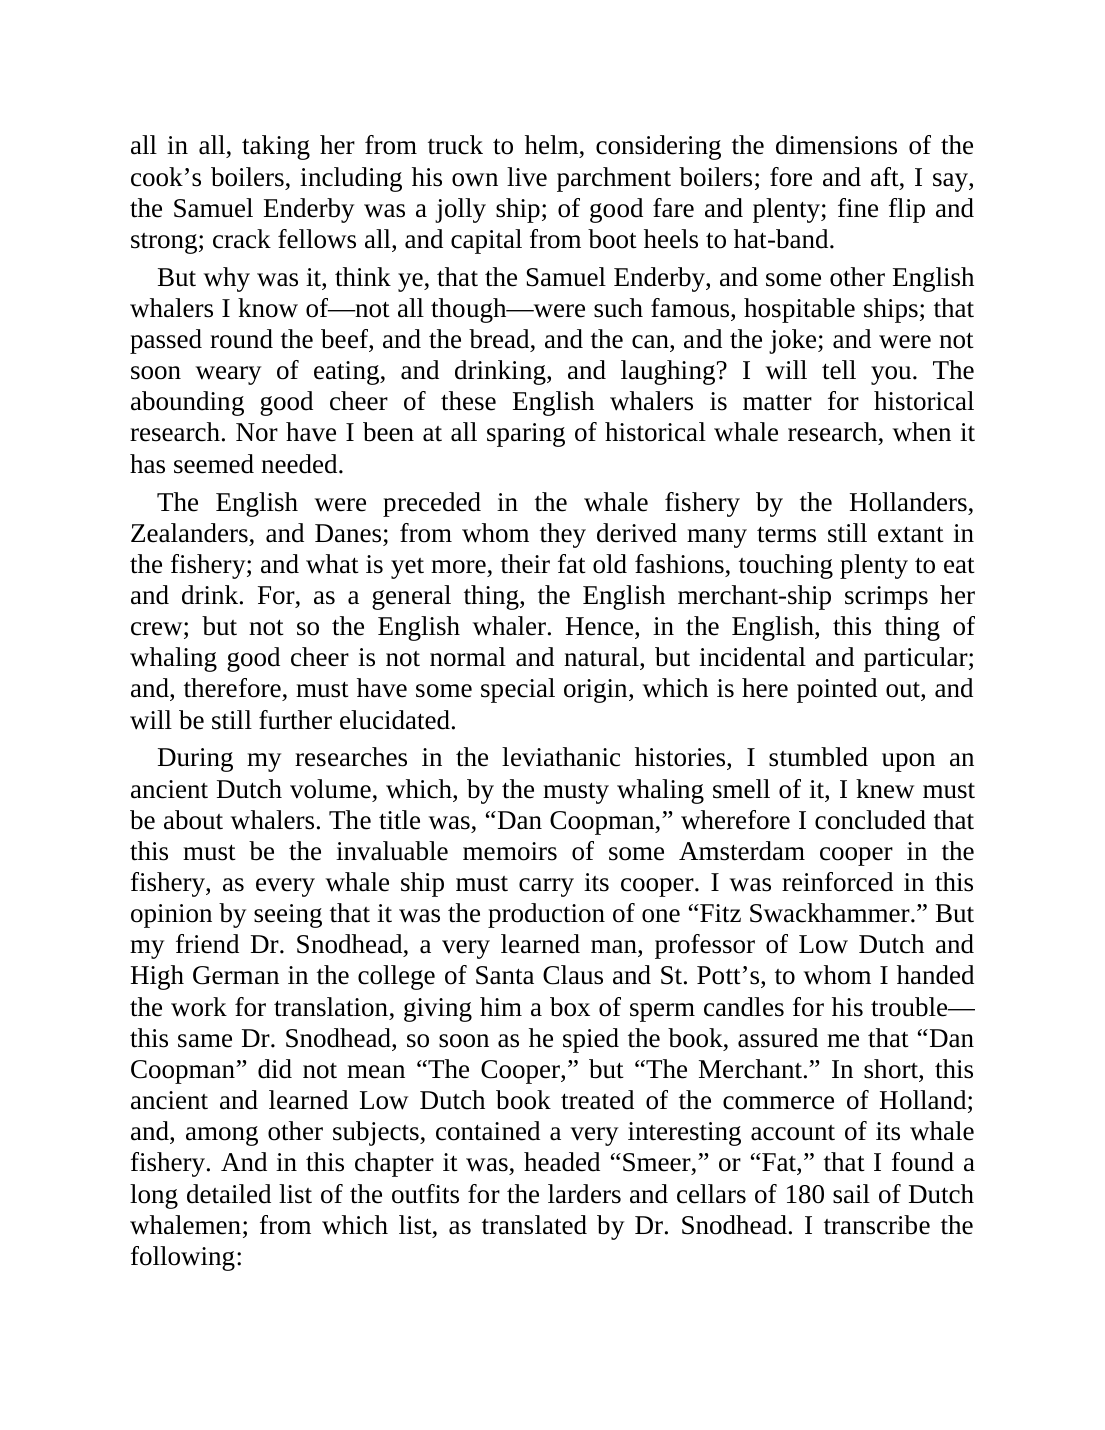 all in all, taking her from truck to helm, considering the dimensions of the
cook’s boilers, including his own live parchment boilers; fore and aft, I say,
the Samuel Enderby was a jolly ship; of good fare and plenty; fine flip and
strong; crack fellows all, and capital from boot heels to hat-band.
But why was it, think ye, that the Samuel Enderby, and some other English
whalers I know of—not all though—were such famous, hospitable ships; that
passed round the beef, and the bread, and the can, and the joke; and were not
soon weary of eating, and drinking, and laughing? I will tell you. The
abounding good cheer of these English whalers is matter for historical
research. Nor have I been at all sparing of historical whale research, when it
has seemed needed.
The English were preceded in the whale fishery by the Hollanders,
Zealanders, and Danes; from whom they derived many terms still extant in
the fishery; and what is yet more, their fat old fashions, touching plenty to eat
and drink. For, as a general thing, the English merchant-ship scrimps her
crew; but not so the English whaler. Hence, in the English, this thing of
whaling good cheer is not normal and natural, but incidental and particular;
and, therefore, must have some special origin, which is here pointed out, and
will be still further elucidated.
During my researches in the leviathanic histories, I stumbled upon an
ancient Dutch volume, which, by the musty whaling smell of it, I knew must
be about whalers. The title was, “Dan Coopman,” wherefore I concluded that
this must be the invaluable memoirs of some Amsterdam cooper in the
fishery, as every whale ship must carry its cooper. I was reinforced in this
opinion by seeing that it was the production of one “Fitz Swackhammer.” But
my friend Dr. Snodhead, a very learned man, professor of Low Dutch and
High German in the college of Santa Claus and St. Pott’s, to whom I handed
the work for translation, giving him a box of sperm candles for his trouble—
this same Dr. Snodhead, so soon as he spied the book, assured me that “Dan
Coopman” did not mean “The Cooper,” but “The Merchant.” In short, this
ancient and learned Low Dutch book treated of the commerce of Holland;
and, among other subjects, contained a very interesting account of its whale
fishery. And in this chapter it was, headed “Smeer,” or “Fat,” that I found a
long detailed list of the outfits for the larders and cellars of 180 sail of Dutch
whalemen; from which list, as translated by Dr. Snodhead. I transcribe the
following: